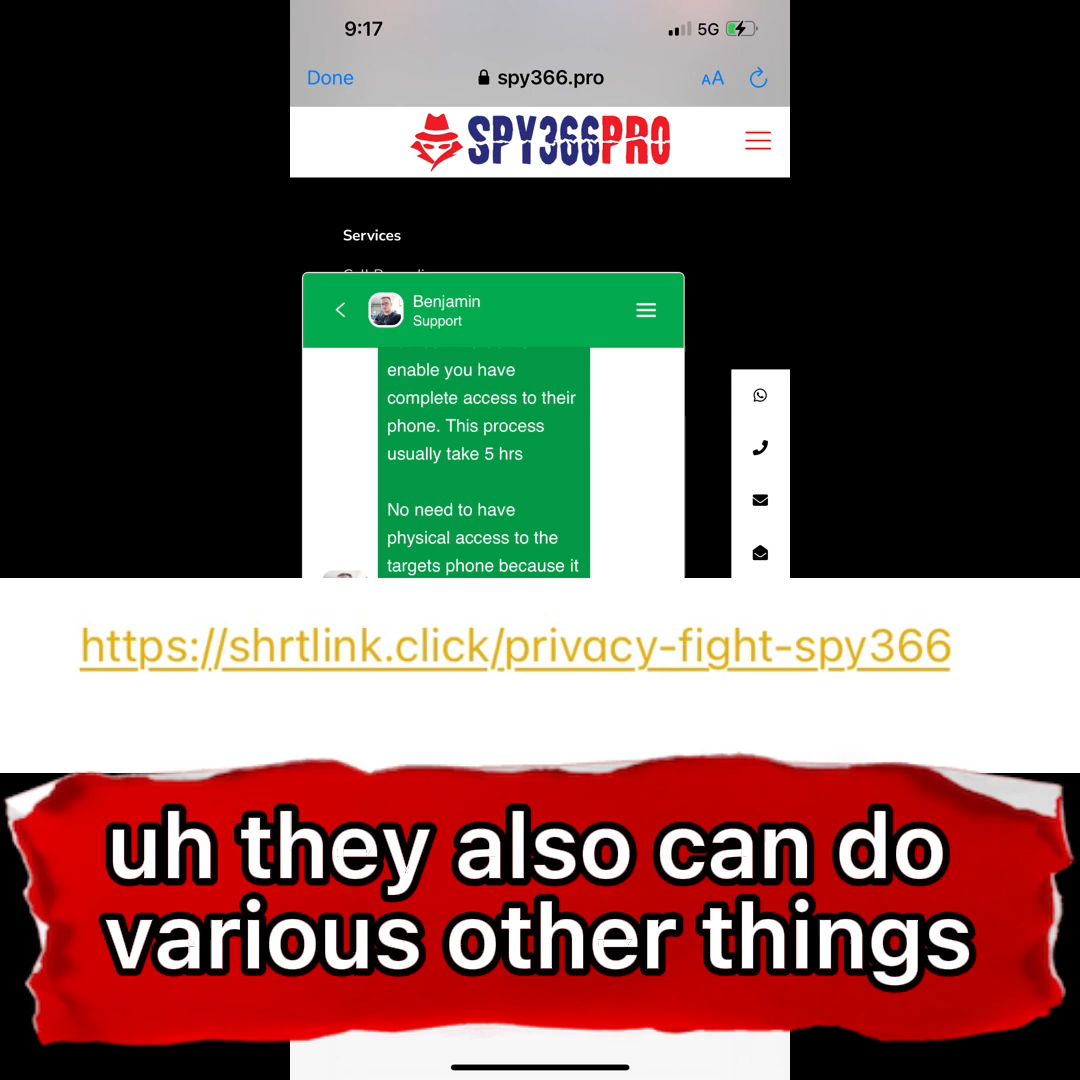 9:17
5G
Done
spy366.pro
AA
SPY366PRO
Services
Benjamin
Support
enable you have
complete access to their
phone. This process
usually take 5 hrs
No need to have
physical access to the
targets phone because it
https://shrtlink.click/privacy-fight-spy366
uh they also can do
various other things